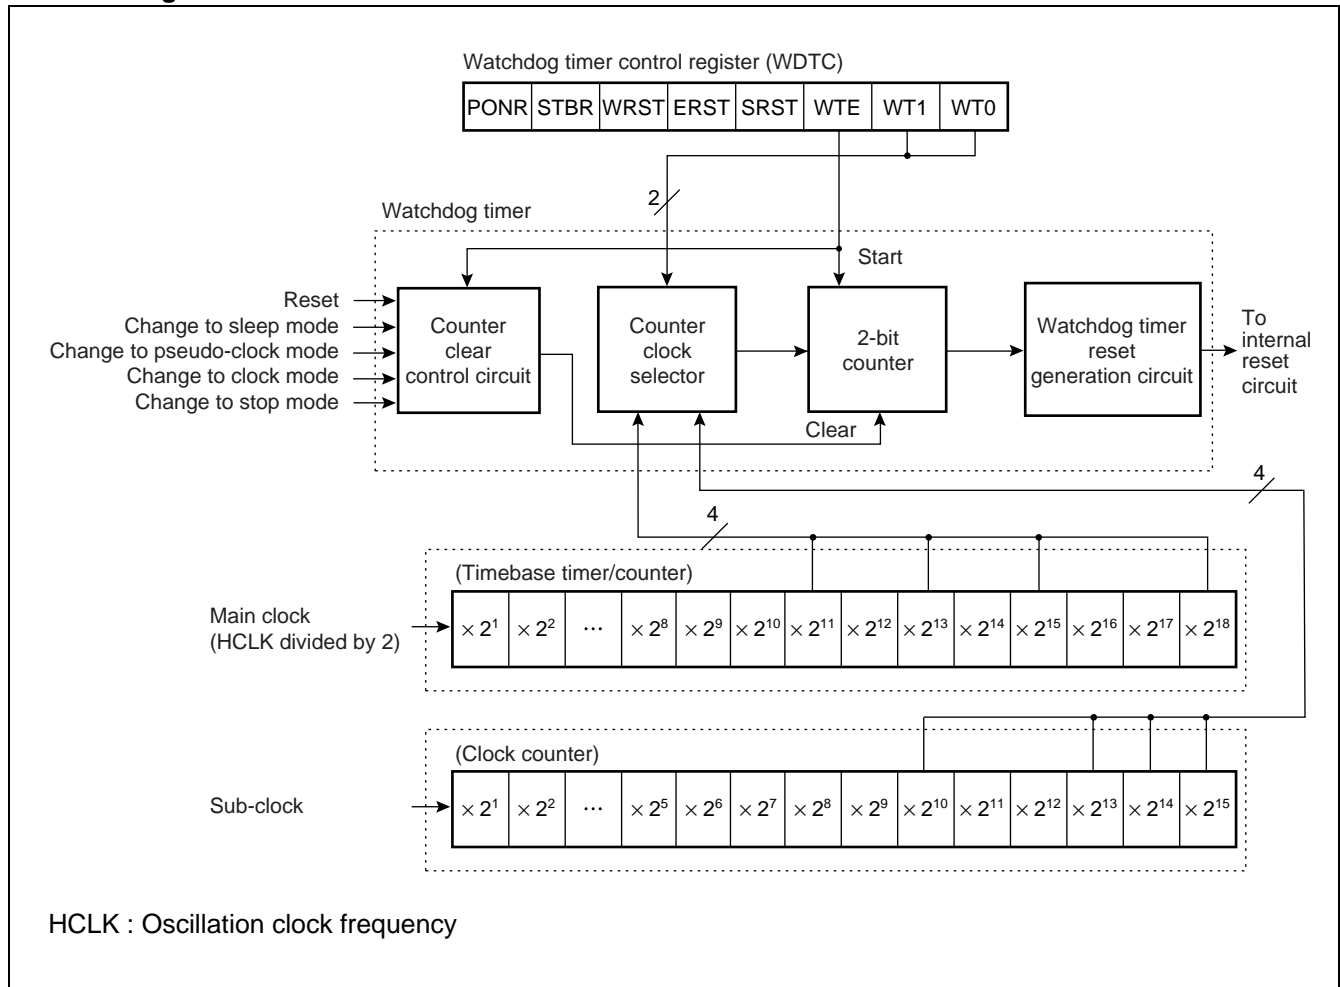 Watchdog timer control register (WDTC)
PONR STBR WRST ERST SRST WTE WT1 WT0
2
Watchdog timer
Start
Reset
Change to sleep mode
Change to pseudo-clock mode
Change to clock mode
Change to stop mode
Counter
clear
control circuit
Counter
clock
selector
2-bit
counter
Watchdog timer
reset
generation circuit
To
internal
reset
circuit
Clear
4
4
(Timebase timer/counter)
Main clock
(HCLK divided by 2)
× 2¹ × 2² ... × 2⁸ × 2⁹ × 2¹⁰ × 2¹¹ × 2¹² × 2¹³ × 2¹⁴ × 2¹⁵ × 2¹⁶ × 2¹⁷ × 2¹⁸
(Clock counter)
Sub-clock
× 2¹ × 2² ... × 2⁵ × 2⁶ × 2⁷ × 2⁸ × 2⁹ × 2¹⁰ × 2¹¹ × 2¹² × 2¹³ × 2¹⁴ × 2¹⁵
HCLK : Oscillation clock frequency